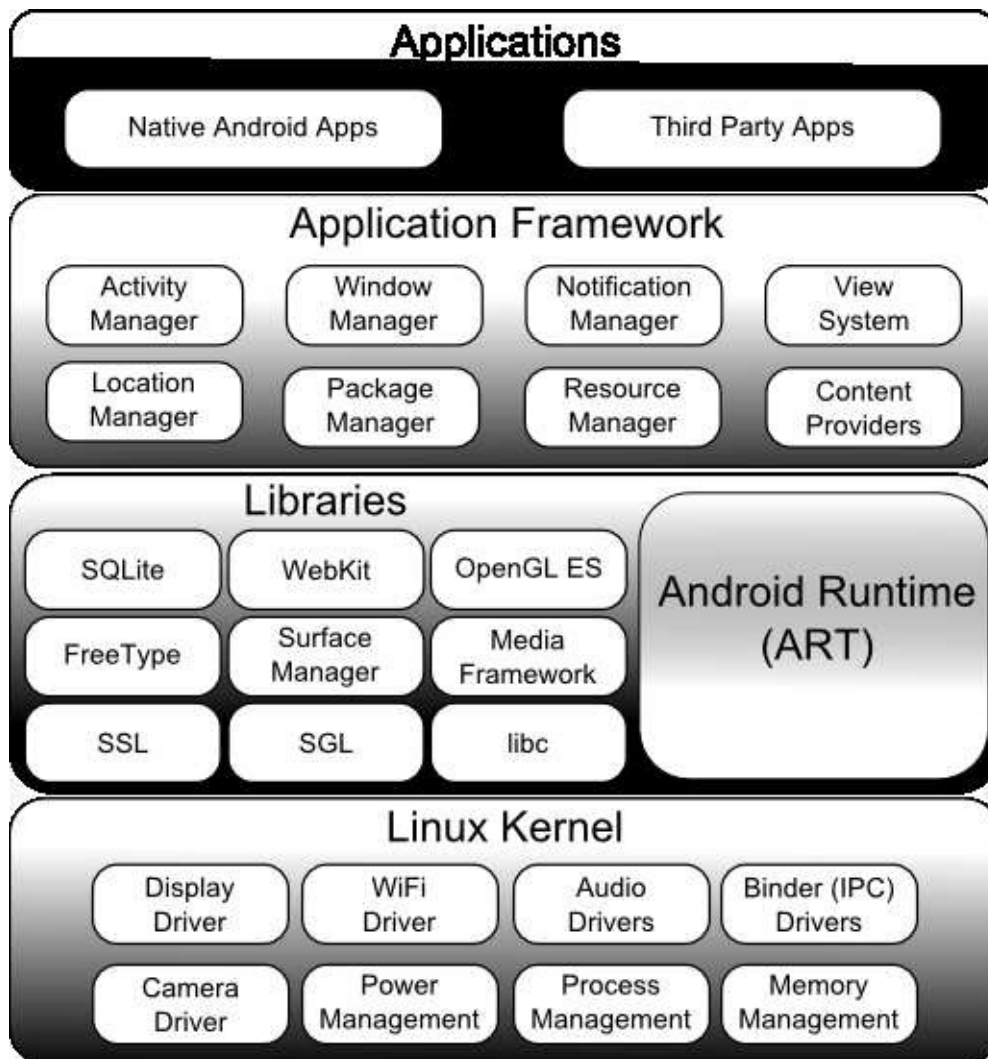 Applications
Native Android Apps
Third Party Apps
Application Framework
Activity
Manager
Window
Manager
Notification
Manager
View
System
Location
Manager
Package
Manager
Resource
Manager
Content
Providers
Libraries
SQLite
WebKit
OpenGL ES
FreeType
Surface
Manager
Media
Framework
SSL
SGL
libc
Android Runtime
(ART)
Linux Kernel
Display
Driver
WiFi
Driver
Audio
Drivers
Binder (IPC)
Drivers
Camera
Driver
Power
Management
Process
Management
Memory
Management